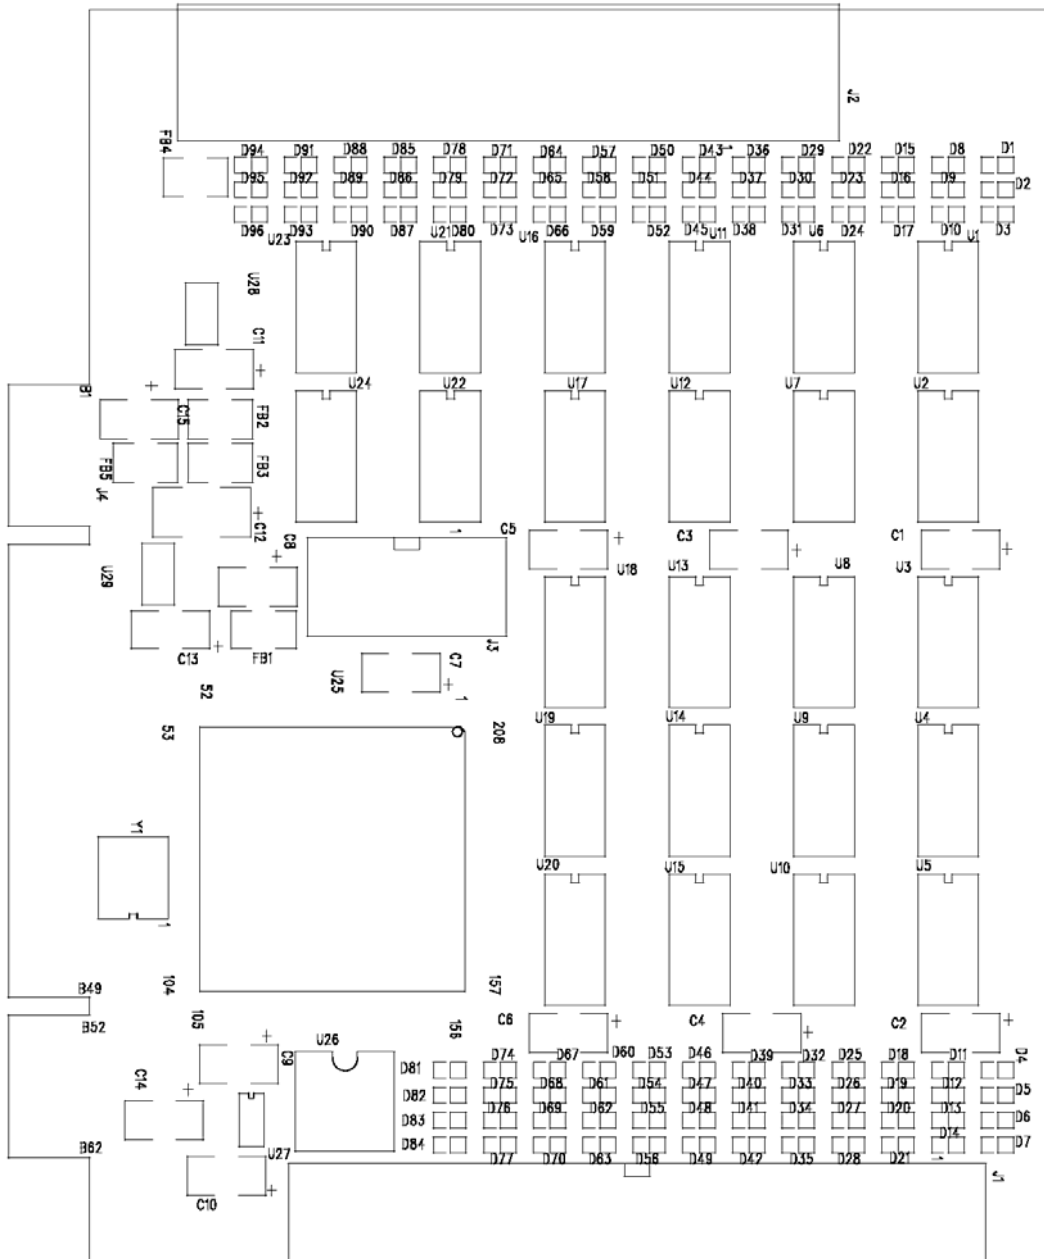 J2
FB4
D94 D91 D88 D85 D78 D71 D64 D57 D50 D43 1 D36 D29 D22 D15 D8 D1
D95 D92 D89 D86 D79 D72 D65 D58 D51 D44 D37 D30 D23 D16 D9 D2
D96 D93 D90 D87 D80 D73 D66 D59 D52 D45 D38 D31 D24 D17 D10 D3
U23 U21 U16 U11 U6 U1
U28
C11 +
B1 + U24 U22 U17 U12 U7 U2
C15 FB2
FB5 FB3
J4
+
C12 C8 1 C5 + C3 + C1 +
+
U29 U18 U13 U8 U3
C13 + FB1 J3
52 U25 C7 + 1
53 208 U19 U14 U9 U4
Y1
1
U20 U15 U10 U5
B49 104 157
B52 105 156 C6 + C4 + C2 +
+ C9 U26
D81 D74 D67 D60 D53 D46 D39 D32 D25 D18 D11 D4
C14 + D82 D75 D68 D61 D54 D47 D40 D33 D26 D19 D12 D5
D83 D76 D69 D62 D55 D48 D41 D34 D27 D20 D13 D6
D84 D14 D7
B62 U27 D77 D70 D63 D56 D49 D42 D35 D28 D21 1
C10 + J1